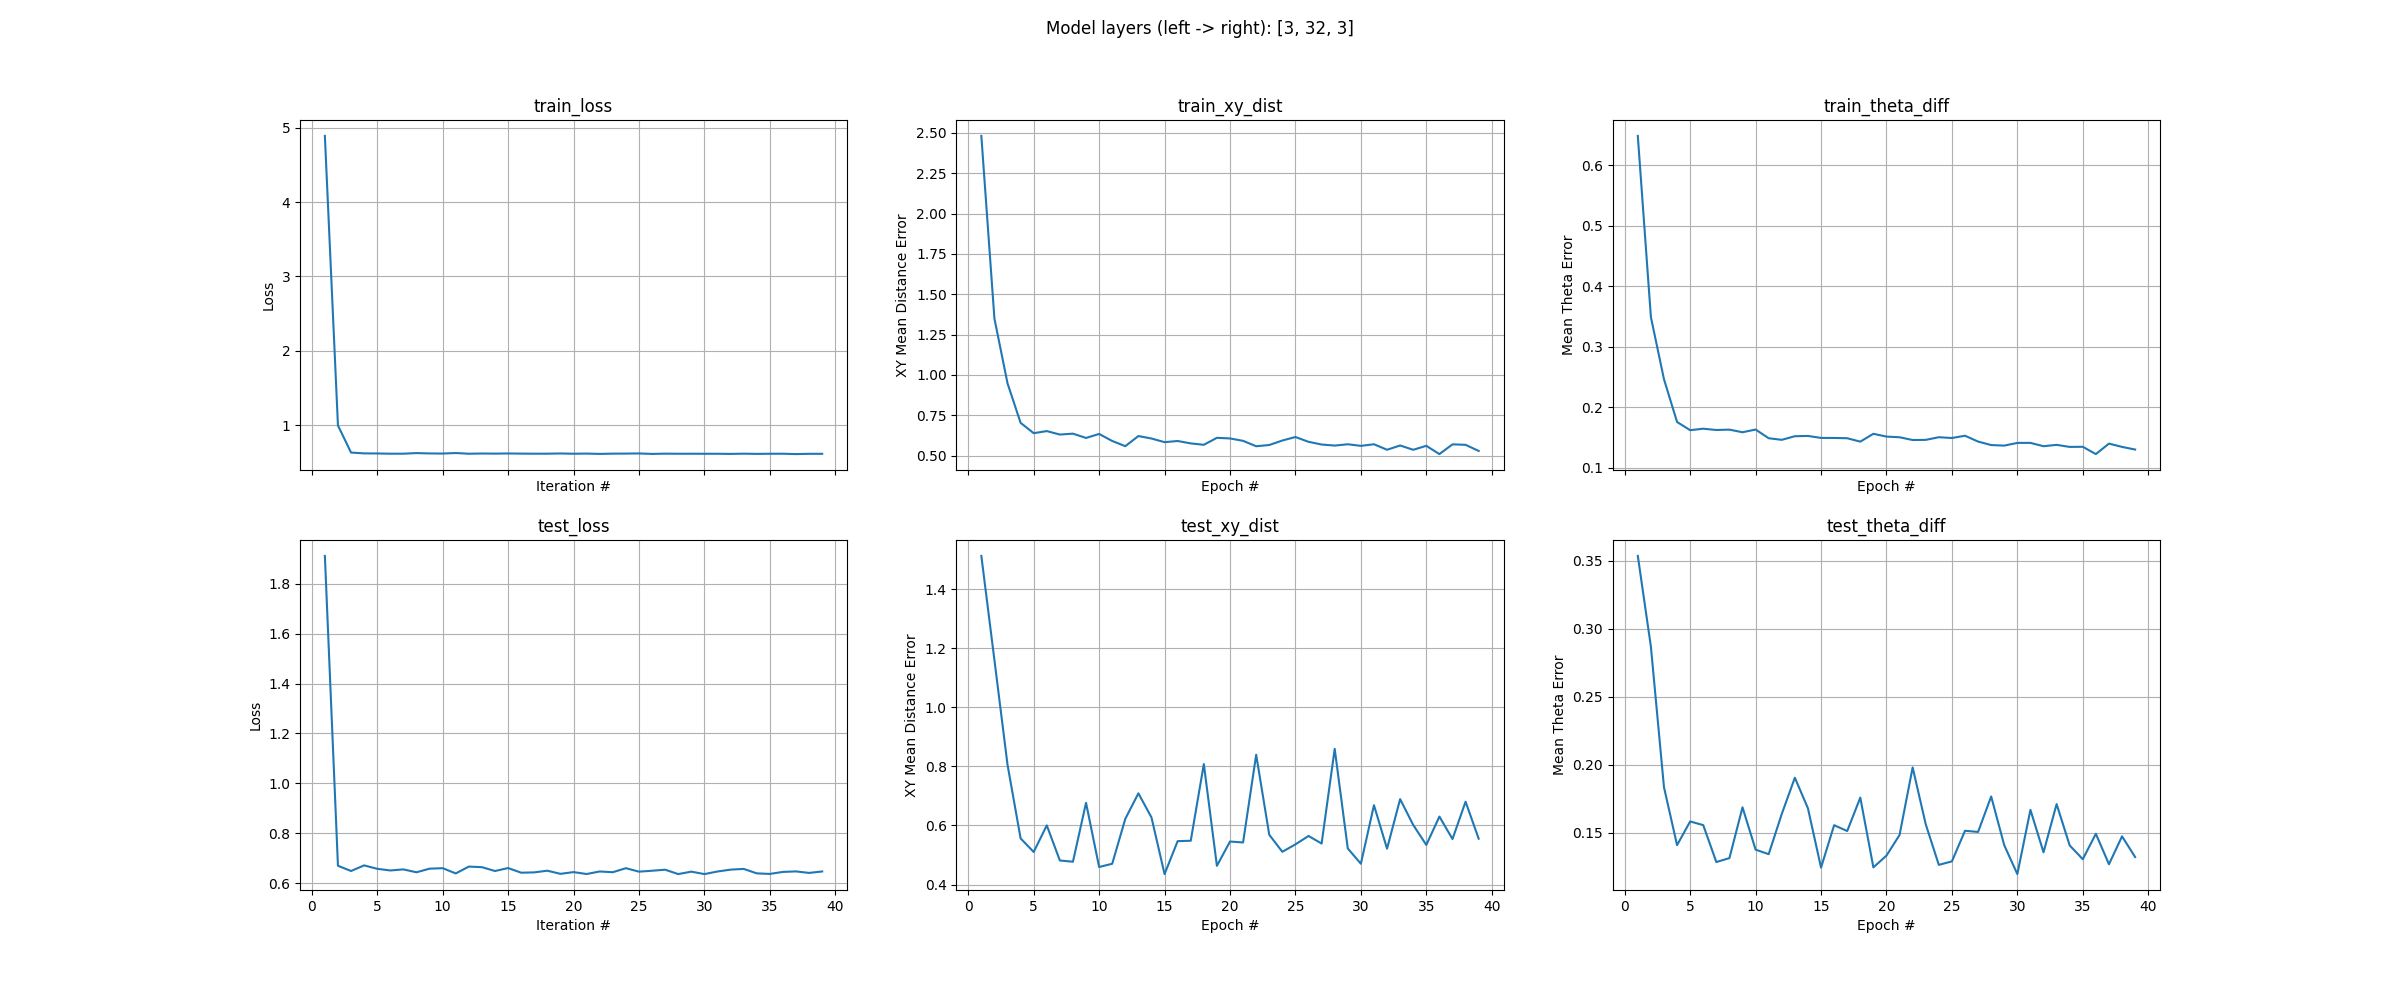 Model layers (left -> right): [3, 32, 3]
train_loss
train_xy_dist
train_theta_diff
5
4
3
2
1
Loss
Iteration #
2.50
2.25
2.00
1.75
1.50
1.25
1.00
0.75
0.50
XY Mean Distance Error
Epoch #
0.6
0.5
0.4
0.3
0.2
0.1
Mean Theta Error
Epoch #
test_loss
test_xy_dist
test_theta_diff
1.8
1.6
1.4
1.2
1.0
0.8
0.6
Loss
0 5 10 15 20 25 30 35 40
Iteration #
1.4
1.2
1.0
0.8
0.6
0.4
XY Mean Distance Error
0 5 10 15 20 25 30 35 40
Epoch #
0.35
0.30
0.25
0.20
0.15
Mean Theta Error
0 5 10 15 20 25 30 35 40
Epoch #